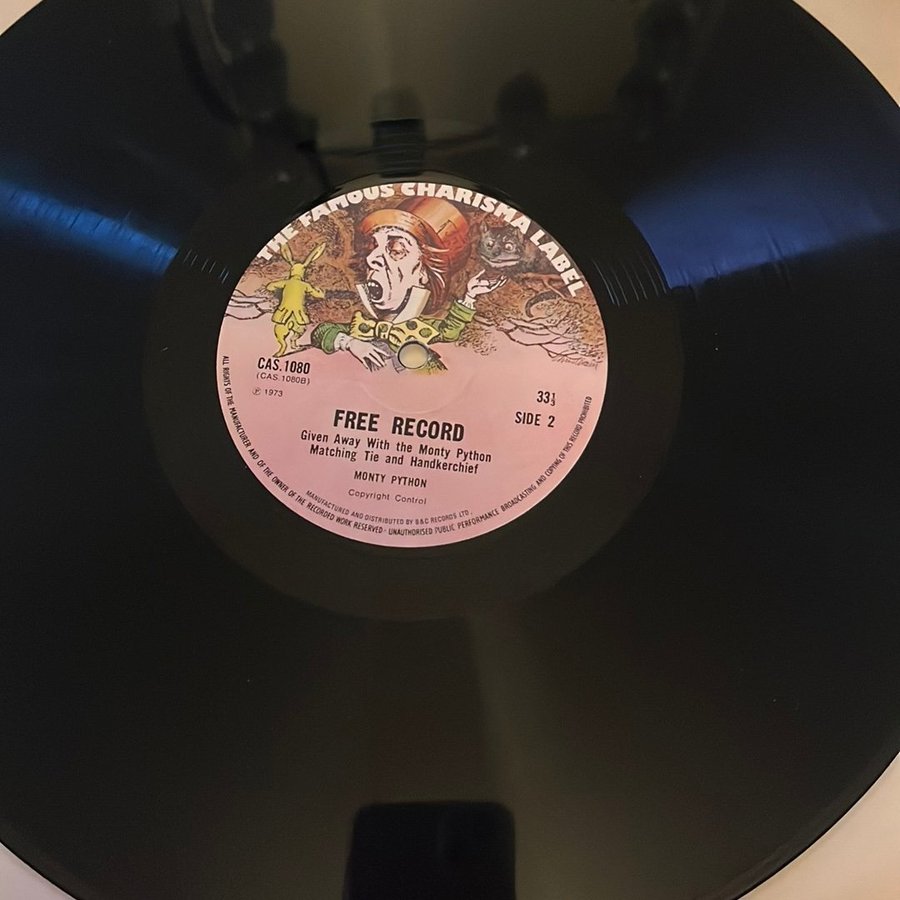 THE FAMOUS CHARISMA LABEL
CAS.1080
(CAS.1080B)
℗ 1973
33⅓
SIDE 2
FREE RECORD
Given Away With the Monty Python
Matching Tie and Handkerchief
MONTY PYTHON
Copyright Control
MANUFACTURED AND DISTRIBUTED BY B&C RECORDS LTD.
ALL RIGHTS OF THE MANUFACTURER AND OF THE OWNER OF THE RECORDED WORK RESERVED · UNAUTHORISED PUBLIC PERFORMANCE BROADCASTING AND COPYING OF THIS RECORD PROHIBITED